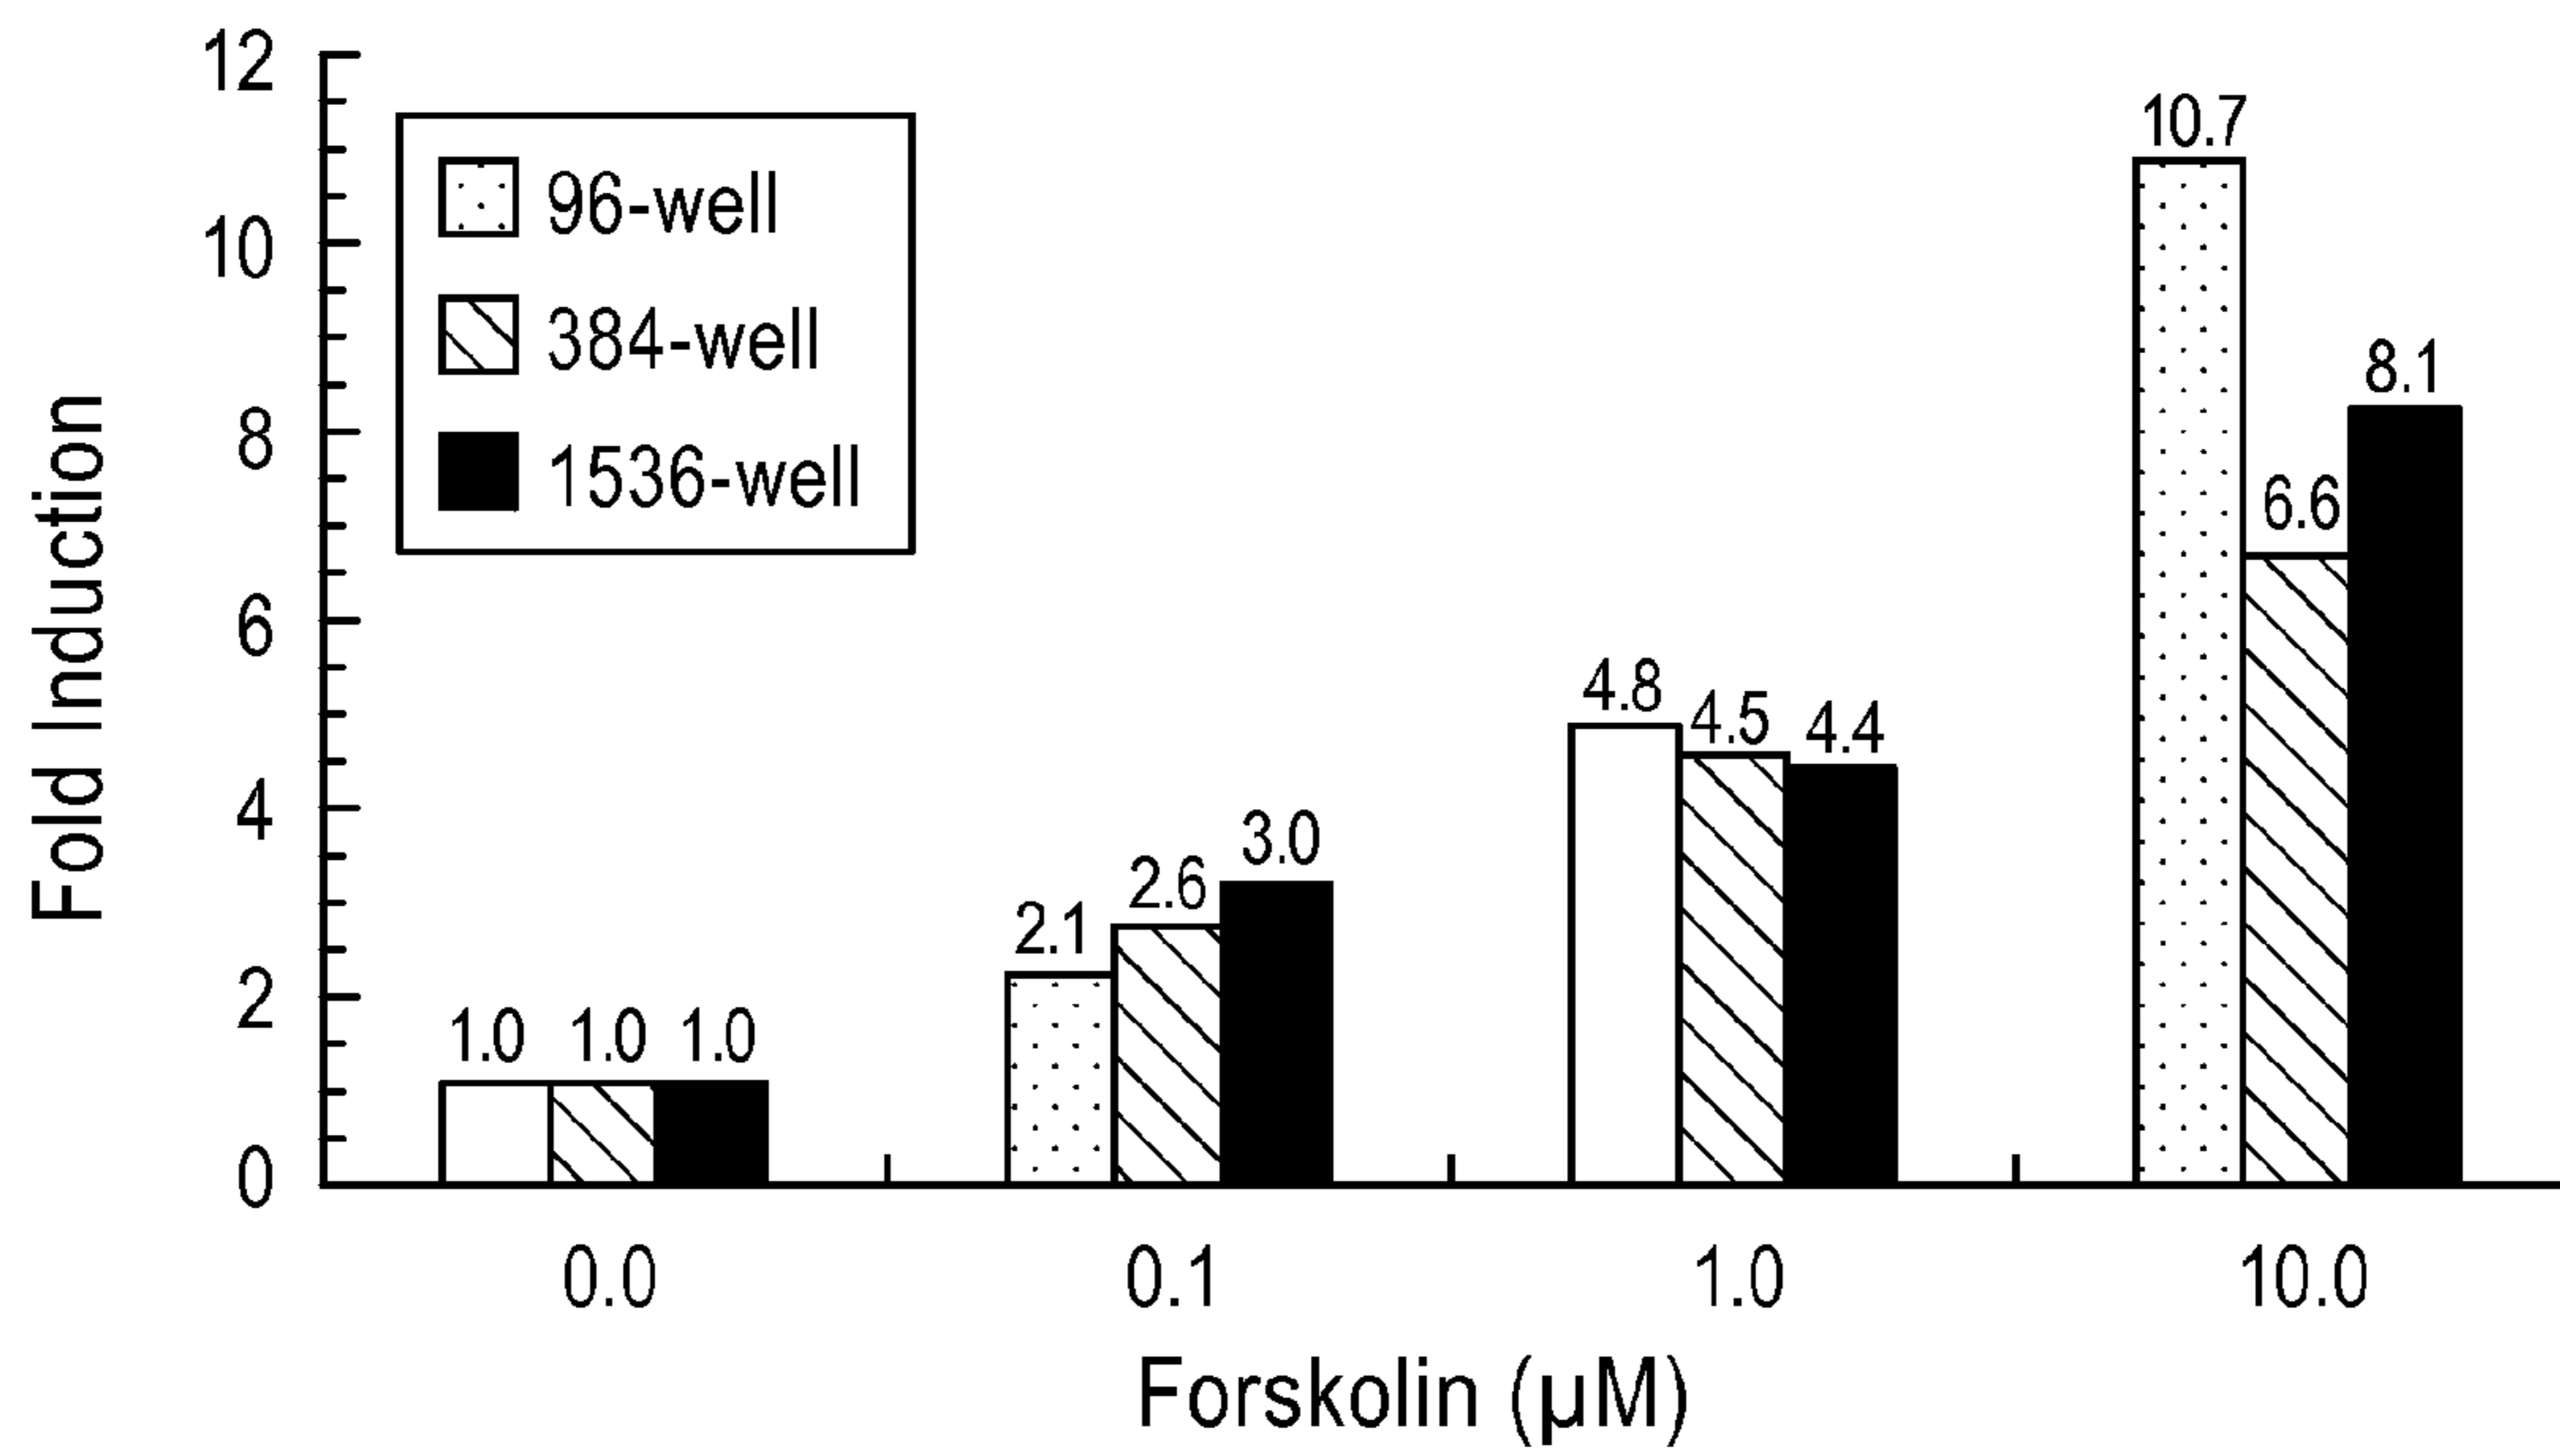 12
10
8
6
4
2
0
Fold Induction
96-well
384-well
1536-well
1.0 1.0 1.0
2.1 2.6 3.0
4.8 4.5 4.4
10.7 6.6 8.1
0.0 0.1 1.0 10.0
Forskolin (µM)